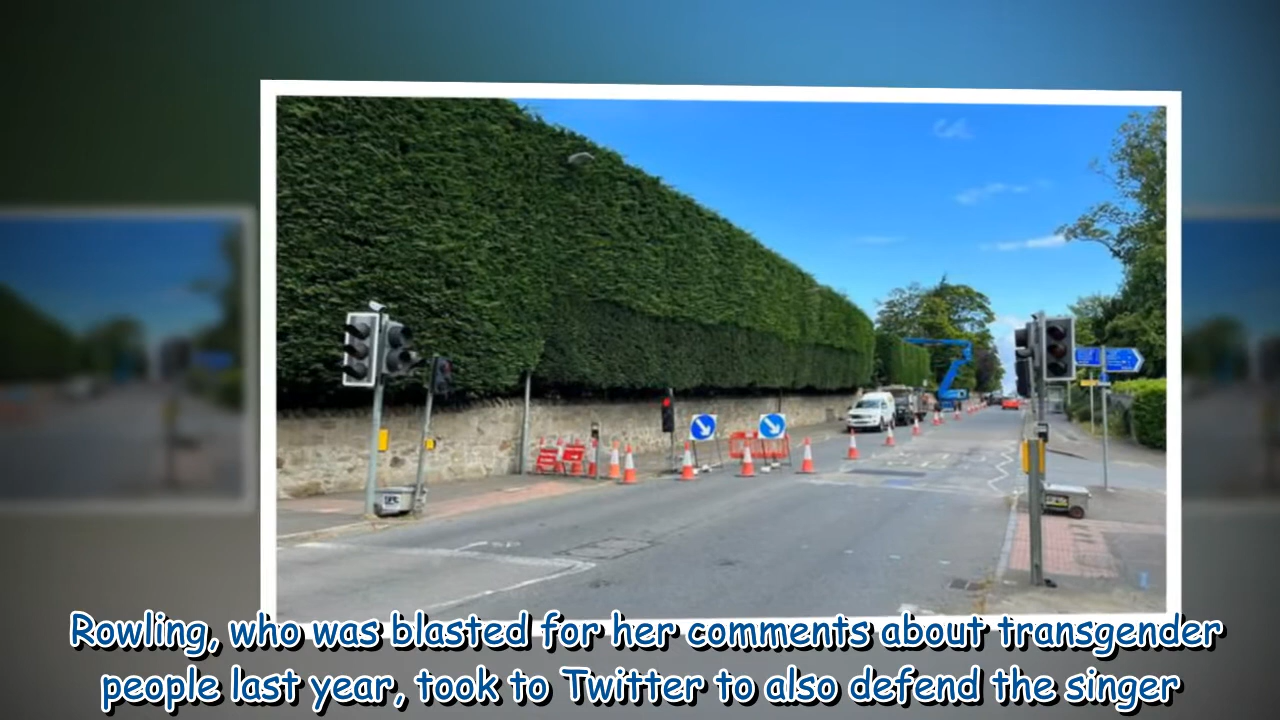 Rowling, who was blasted for her comments about transgender
people last year, took to Twitter to also defend the singer